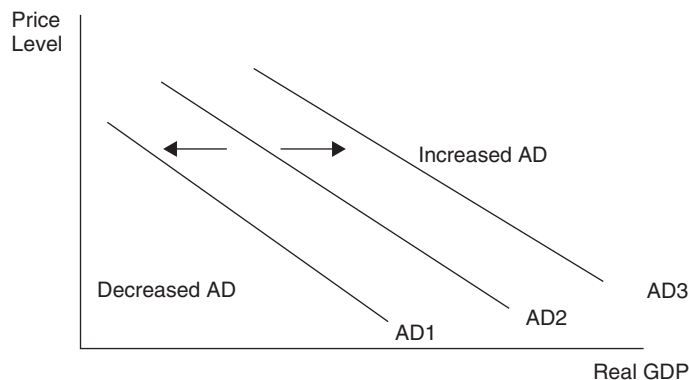 Price
Level
Increased AD
Decreased AD
AD3
AD2
AD1
Real GDP